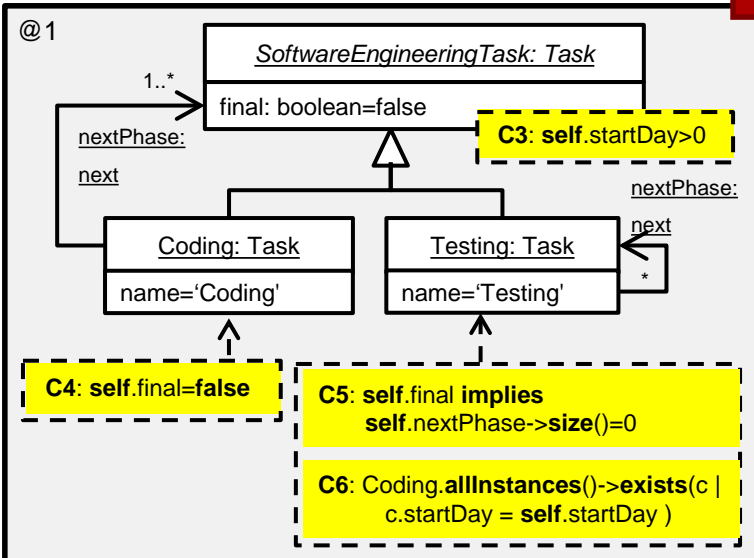 @1
SoftwareEngineeringTask: Task
1..*
final: boolean=false
C3: self.startDay>0
nextPhase:
next
nextPhase:
next
*
Coding: Task
Testing: Task
name=‘Coding'
name=‘Testing'
C4: self.final=false
C5: self.final implies
self.nextPhase->size()=0
C6: Coding.allInstances()->exists(c |
c.startDay = self.startDay )